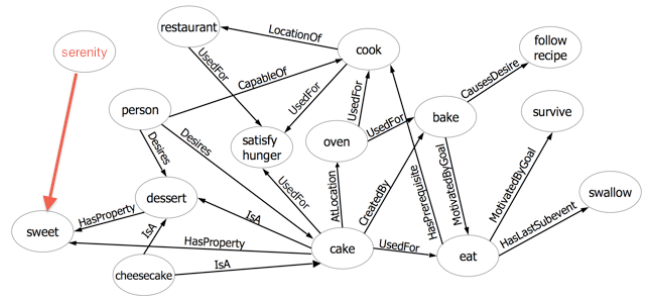 restaurant
LocationOf
serenity
cook
follow
recipe
UsedFor
CapableOf
UsedFor
UsedFor
CausesDesire
person
satisfy
hunger
oven
UsedFor
bake
survive
Desires
Desires
UsedFor
AtLocation
CreatedBy
HasPrerequisite
MotivatedByGoal
MotivatedByGoal
dessert
swallow
HasProperty
IsA
HasLastSubevent
sweet
IsA
HasProperty
cake
UsedFor
eat
cheesecake
IsA